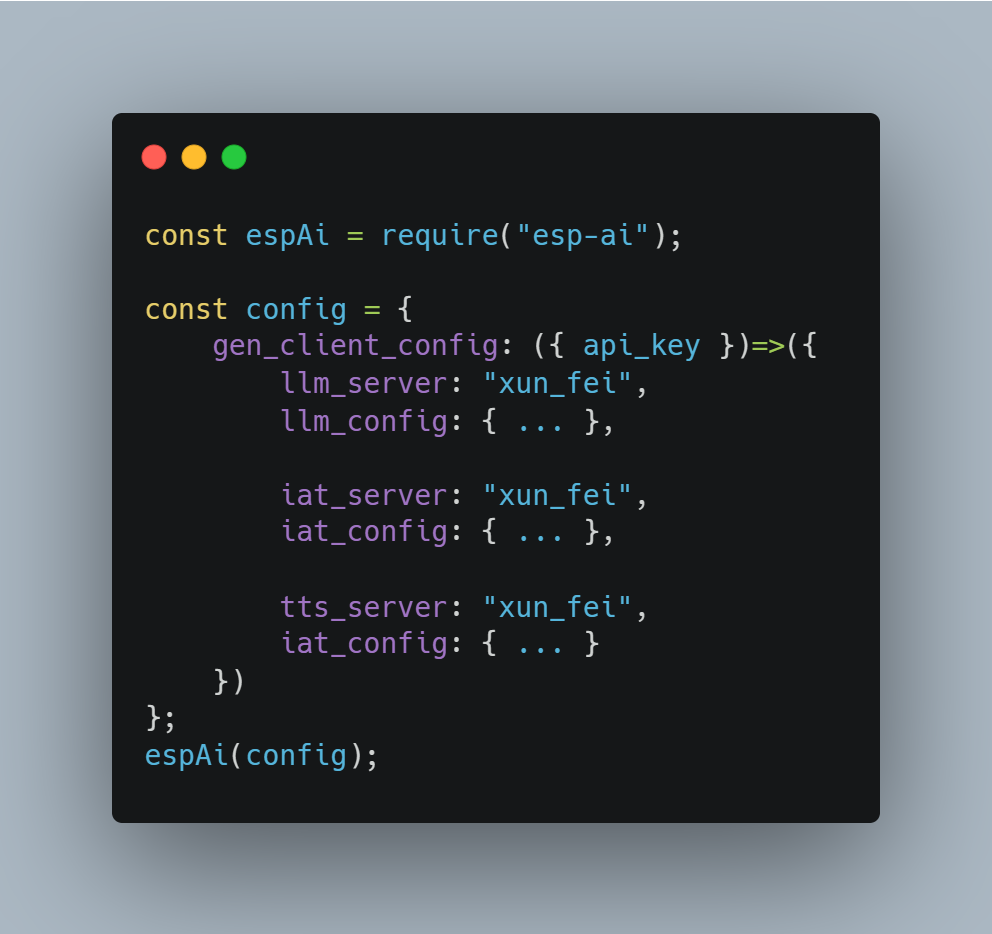 const espAi = require("esp-ai");
const config = {
    gen_client_config: ({ api_key })=>({
        llm_server: "xun_fei",
        llm_config: { ... },
        iat_server: "xun_fei",
        iat_config: { ... },
        tts_server: "xun_fei",
        iat_config: { ... }
    })
};
espAi(config);